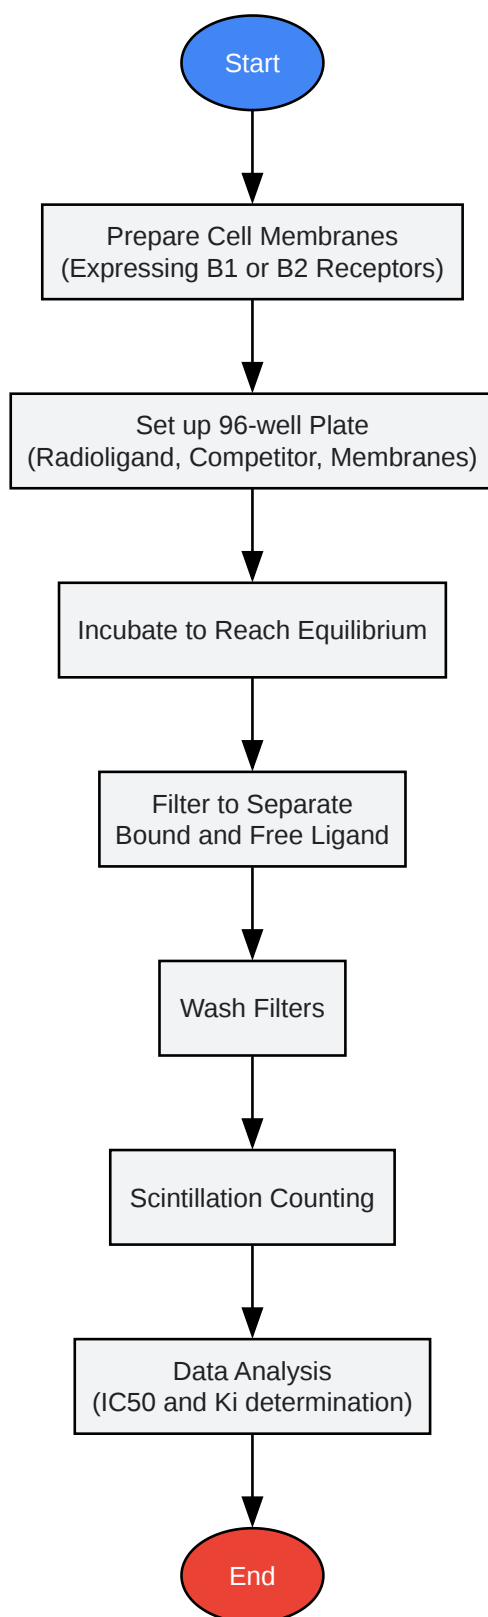 Start
Prepare Cell Membranes
(Expressing B1 or B2 Receptors)
Set up 96-well Plate
(Radioligand, Competitor, Membranes)
Incubate to Reach Equilibrium
Filter to Separate
Bound and Free Ligand
Wash Filters
Scintillation Counting
Data Analysis
(IC50 and Ki determination)
End